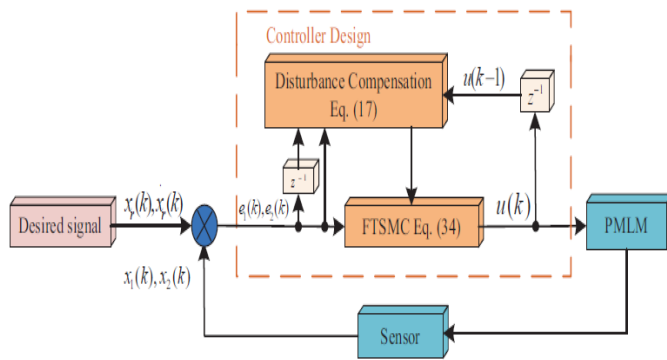 Controller Design
Disturbance Compensation
Eq. (17)
u(k−1)
z⁻¹
z⁻¹
xᵣ(k), ẋᵣ(k)
e₁(k), e₂(k)
Desired signal
FTSMC Eq. (34)
u(k)
PMLM
x₁(k), x₂(k)
Sensor